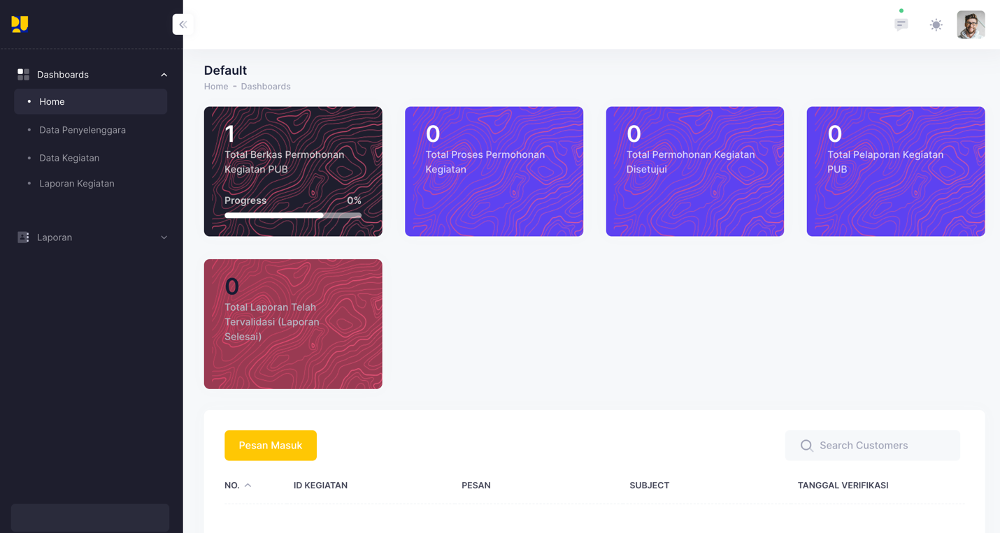 Dashboards
Home
Data Penyelenggara
Data Kegiatan
Laporan Kegiatan
Laporan
Default
Home - Dashboards
1
Total Berkas Permohonan
Kegiatan PUB
Progress 0%
0
Total Proses Permohonan
Kegiatan
0
Total Permohonan Kegiatan
Disetujui
0
Total Pelaporan Kegiatan
PUB
0
Total Laporan Telah
Tervalidasi (Laporan
Selesai)
Pesan Masuk
Search Customers
NO. ID KEGIATAN PESAN SUBJECT TANGGAL VERIFIKASI